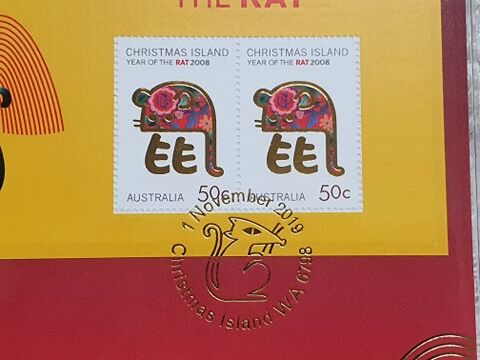 THE RAT
CHRISTMAS ISLAND
YEAR OF THE RAT 2008
AUSTRALIA 50c
CHRISTMAS ISLAND
YEAR OF THE RAT 2008
AUSTRALIA 50c
1 November 2019
Christmas Island WA 6798